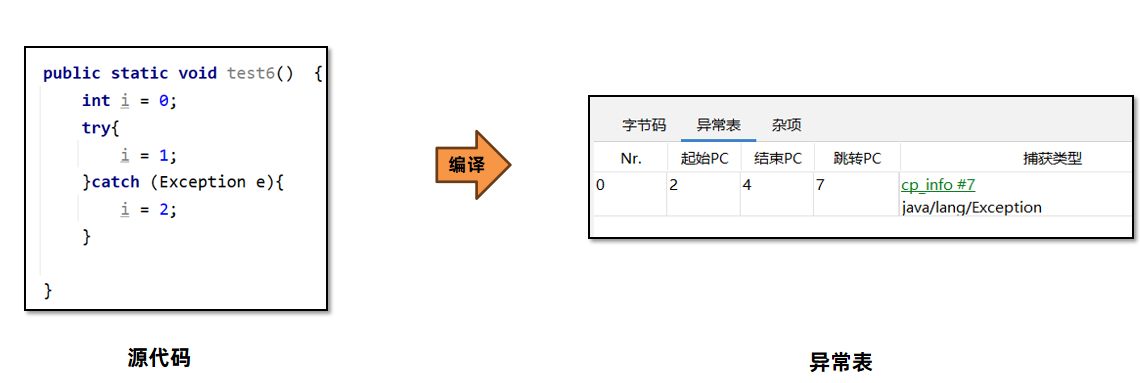 public static void test6()  {
    int i = 0;
    try{
        i = 1;
    }catch (Exception e){
        i = 2;
    }
}
源代码
编译
字节码 异常表 杂项
Nr. 起始PC 结束PC 跳转PC 捕获类型
0 2 4 7 cp_info #7
java/lang/Exception
异常表